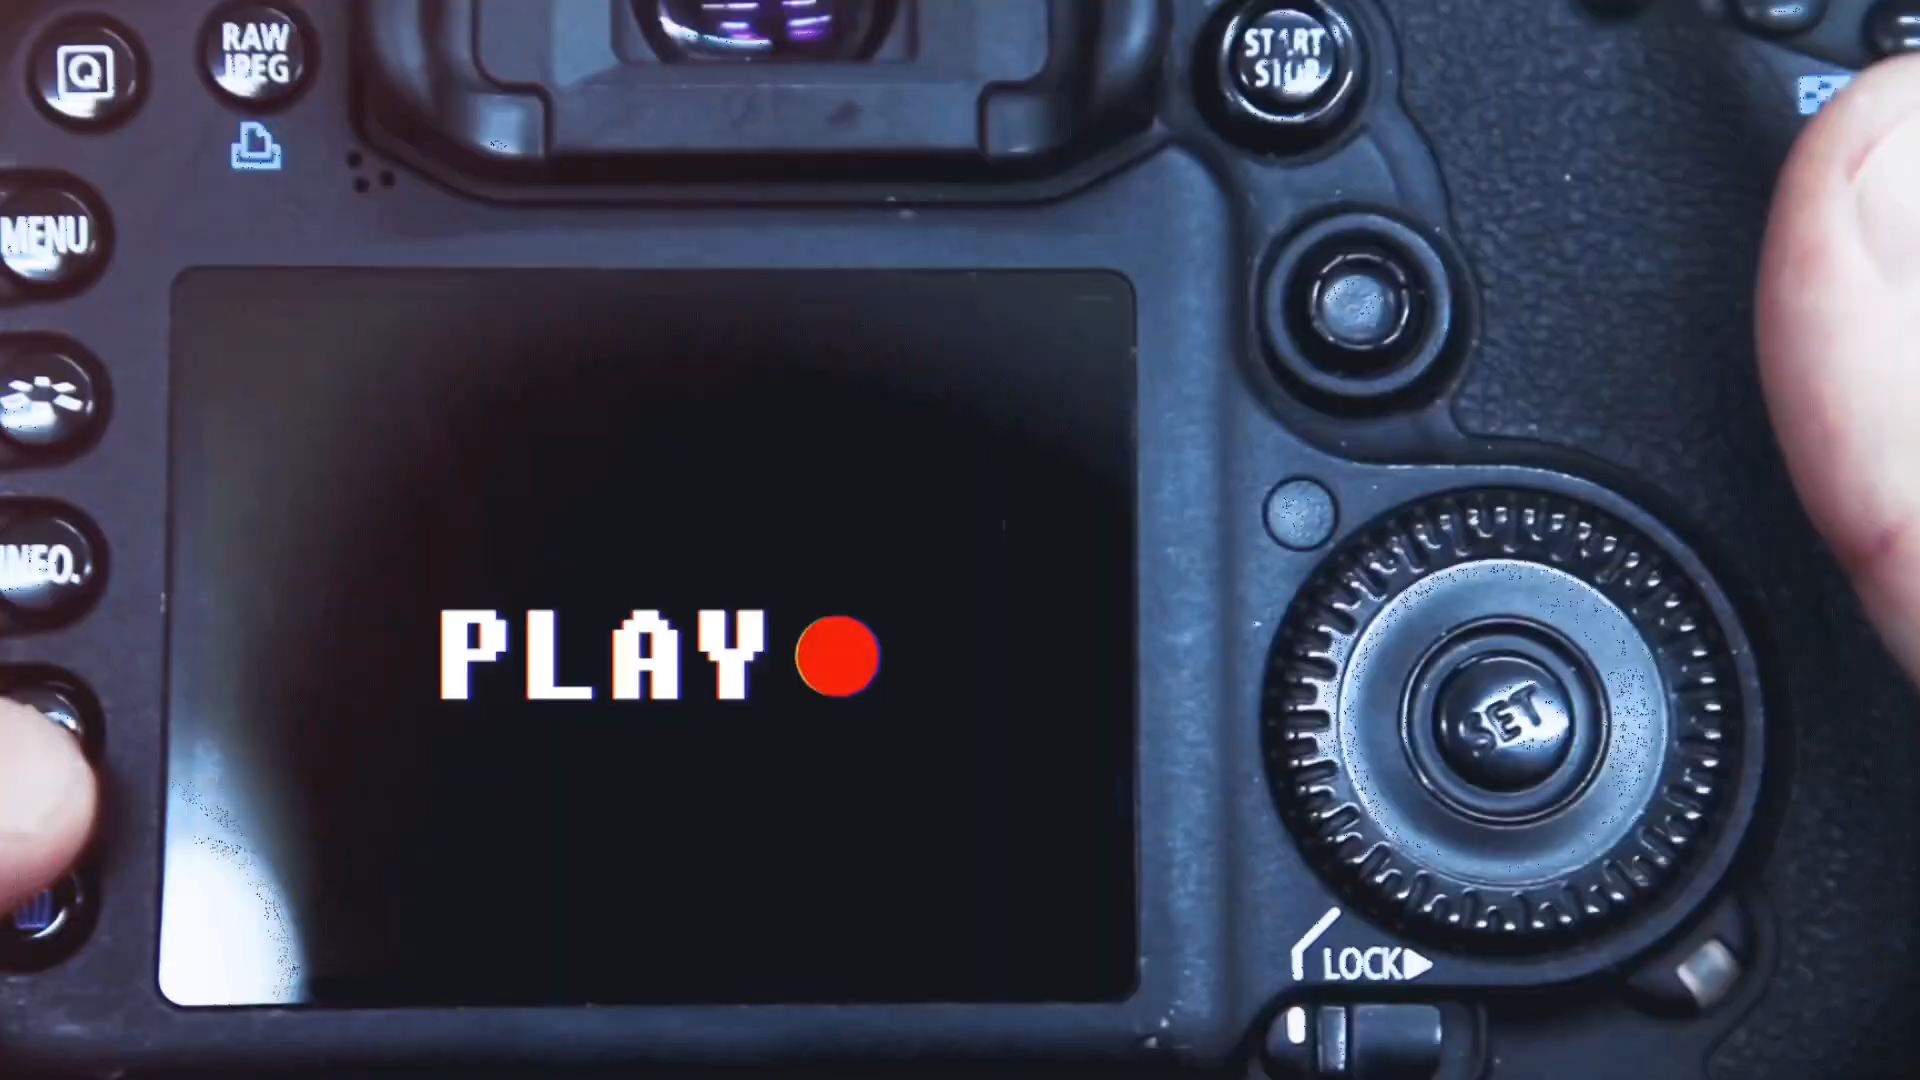 Q
RAW
JPEG
START
STOP
MENU
INFO.
PLAY
SET
LOCK